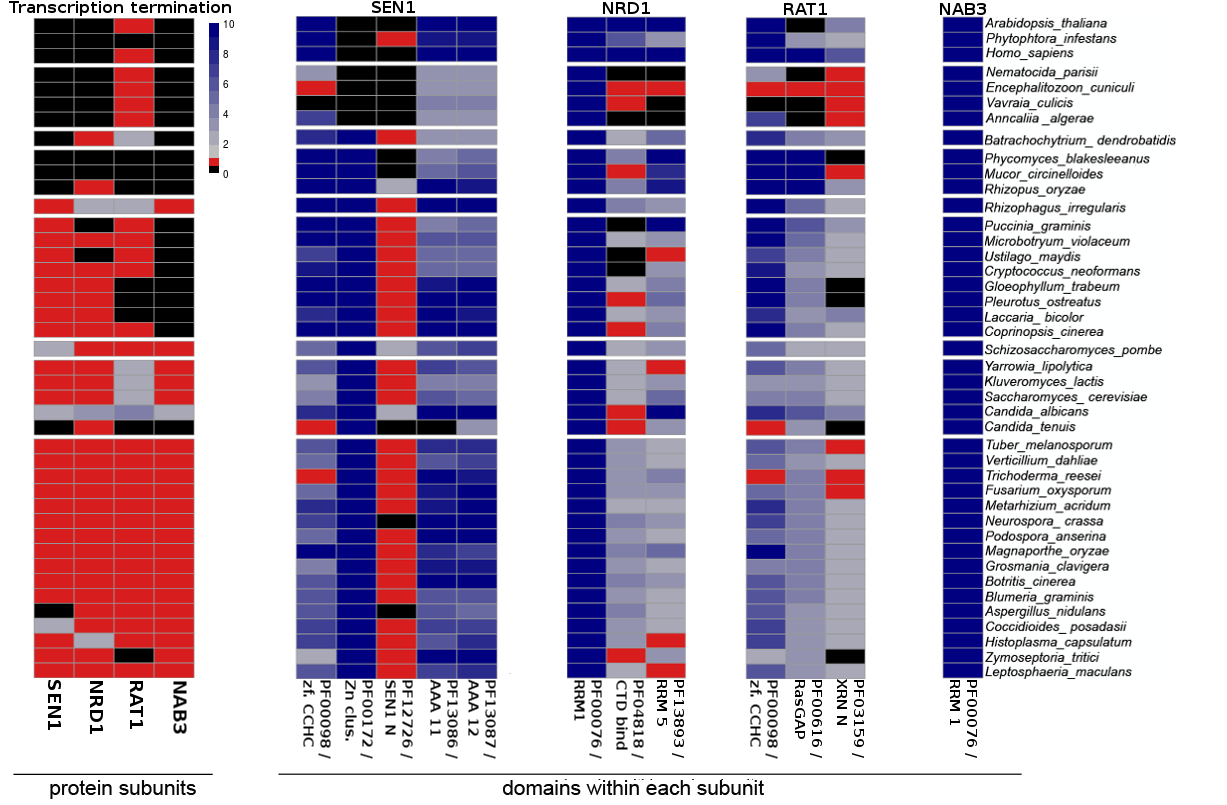 Transcription termination
SEN1
NRD1
RAT1
NAB3
10
8
6
4
2
0
Arabidopsis_thaliana
Phytophtora_infestans
Homo_sapiens
Nematocida_parisii
Encephalitozoon_cuniculi
Vavraia_culicis
Anncaliia _algerae
Batrachochytrium_ dendrobatidis
Phycomyces_blakesleeanus
Mucor_circinelloides
Rhizopus_oryzae
Rhizophagus_irregularis
Puccinia_graminis
Microbotryum_violaceum
Ustilago_maydis
Cryptococcus_neoformans
Gloeophyllum_trabeum
Pleurotus_ostreatus
Laccaria_ bicolor
Coprinopsis_cinerea
Schizosaccharomyces_pombe
Yarrowia_lipolytica
Kluveromyces_lactis
Saccharomyces_ cerevisiae
Candida_albicans
Candida_tenuis
Tuber_melanosporum
Verticillium_dahliae
Trichoderma_reesei
Fusarium_oxysporum
Metarhizium_acridum
Neurospora_ crassa
Podospora_anserina
Magnaporthe_oryzae
Grosmania_clavigera
Botritis_cinerea
Blumeria_graminis
Aspergillus_nidulans
Coccidioides_ posadasii
Histoplasma_capsulatum
Zymoseptoria_tritici
Leptosphaeria_maculans
SEN1
NRD1
RAT1
NAB3
PF00098 /
zf. CCHC
PF00172 /
Zn clus.
PF12726 /
SEN1 N
PF13086 /
AAA 11
PF13087 /
AAA 12
PF00076 /
RRM1
PF04818 /
CTD bind
PF13893 /
RRM 5
PF00098 /
zf. CCHC
PF00616 /
RasGAP
PF03159 /
XRN N
PF00076 /
RRM 1
protein subunits
domains within each subunit